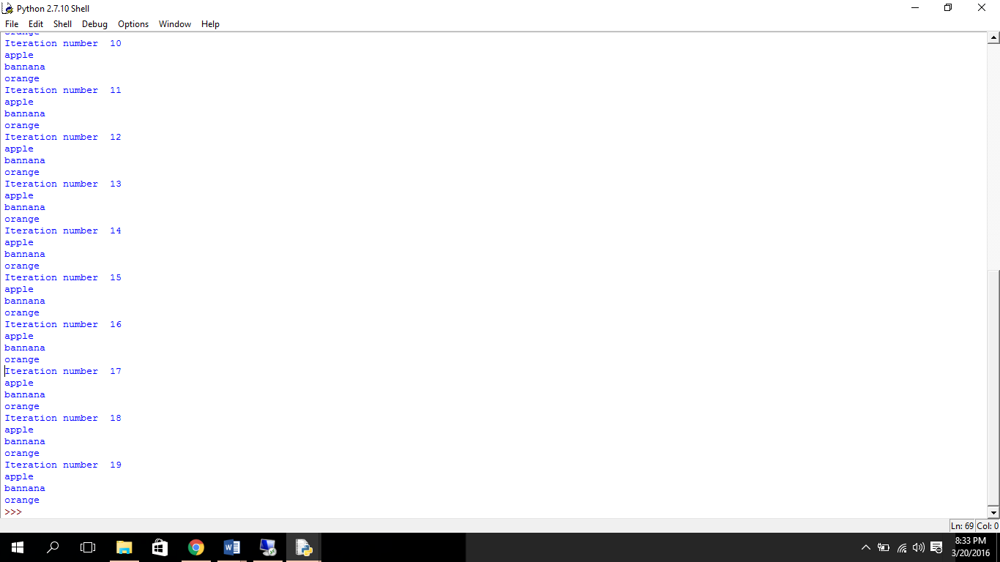 Python 2.7.10 Shell
File Edit Shell Debug Options Window Help
orange
Iteration number  10
apple
bannana
orange
Iteration number  11
apple
bannana
orange
Iteration number  12
apple
bannana
orange
Iteration number  13
apple
bannana
orange
Iteration number  14
apple
bannana
orange
Iteration number  15
apple
bannana
orange
Iteration number  16
apple
bannana
orange
Iteration number  17
apple
bannana
orange
Iteration number  18
apple
bannana
orange
Iteration number  19
apple
bannana
orange
>>>
Ln: 69 Col: 0
8:33 PM
3/20/2016